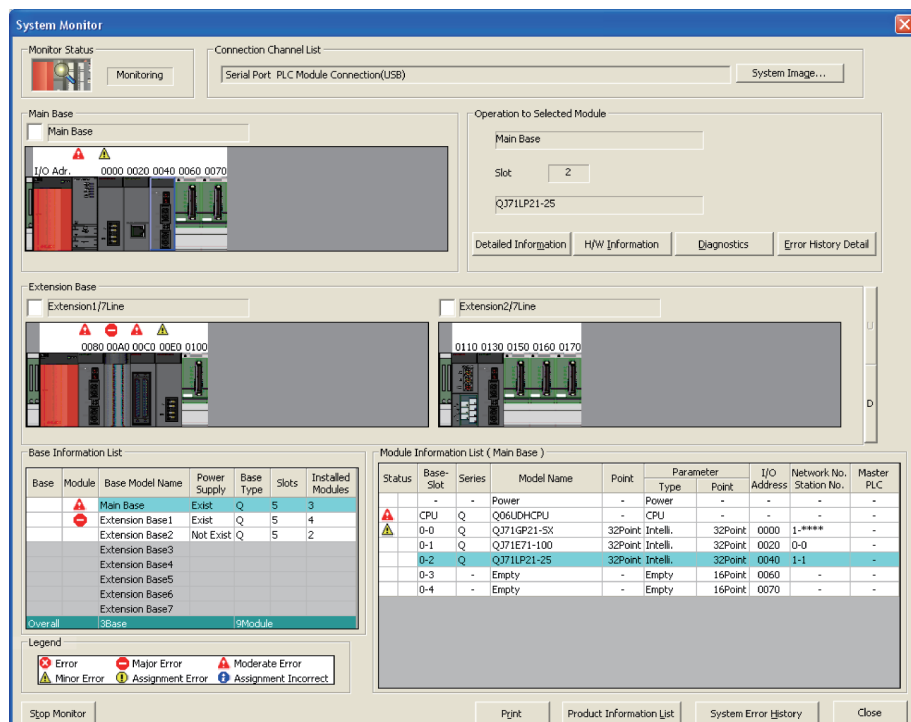 System Monitor
Monitor Status
Monitoring
Connection Channel List
Serial Port PLC Module Connection(USB)
System Image...
Main Base
Main Base
I/O Adr. 0000 0020 0040 0060 0070
Operation to Selected Module
Main Base
Slot 2
QJ71LP21-25
Detailed Information
H/W Information
Diagnostics
Error History Detail
Extension Base
Extension1/7Line
0080 00A0 00C0 00E0 0100
Extension2/7Line
0110 0130 0150 0160 0170
U
D
Base Information List
Base Module Base Model Name Power Supply Base Type Slots Installed Modules
Main Base Exist Q 5 3
Extension Base1 Exist Q 5 4
Extension Base2 Not Exist Q 5 2
Extension Base3
Extension Base4
Extension Base5
Extension Base6
Extension Base7
Overall 3Base 9Module
Legend
Error Major Error Moderate Error
Minor Error Assignment Error Assignment Incorrect
Module Information List ( Main Base )
Status Base-Slot Series Model Name Point Parameter Type Point I/O Address Network No. Station No. Master PLC
- - Power - Power - - - -
CPU Q Q06UDHCPU - CPU - - - -
0-0 Q QJ71GP21-SX 32Point Intelli. 32Point 0000 1-**** -
0-1 Q QJ71E71-100 32Point Intelli. 32Point 0020 0-0 -
0-2 Q QJ71LP21-25 32Point Intelli. 32Point 0040 1-1 -
0-3 - Empty - Empty 16Point 0060 - -
0-4 - Empty - Empty 16Point 0070 - -
Stop Monitor
Print
Product Information List
System Error History
Close